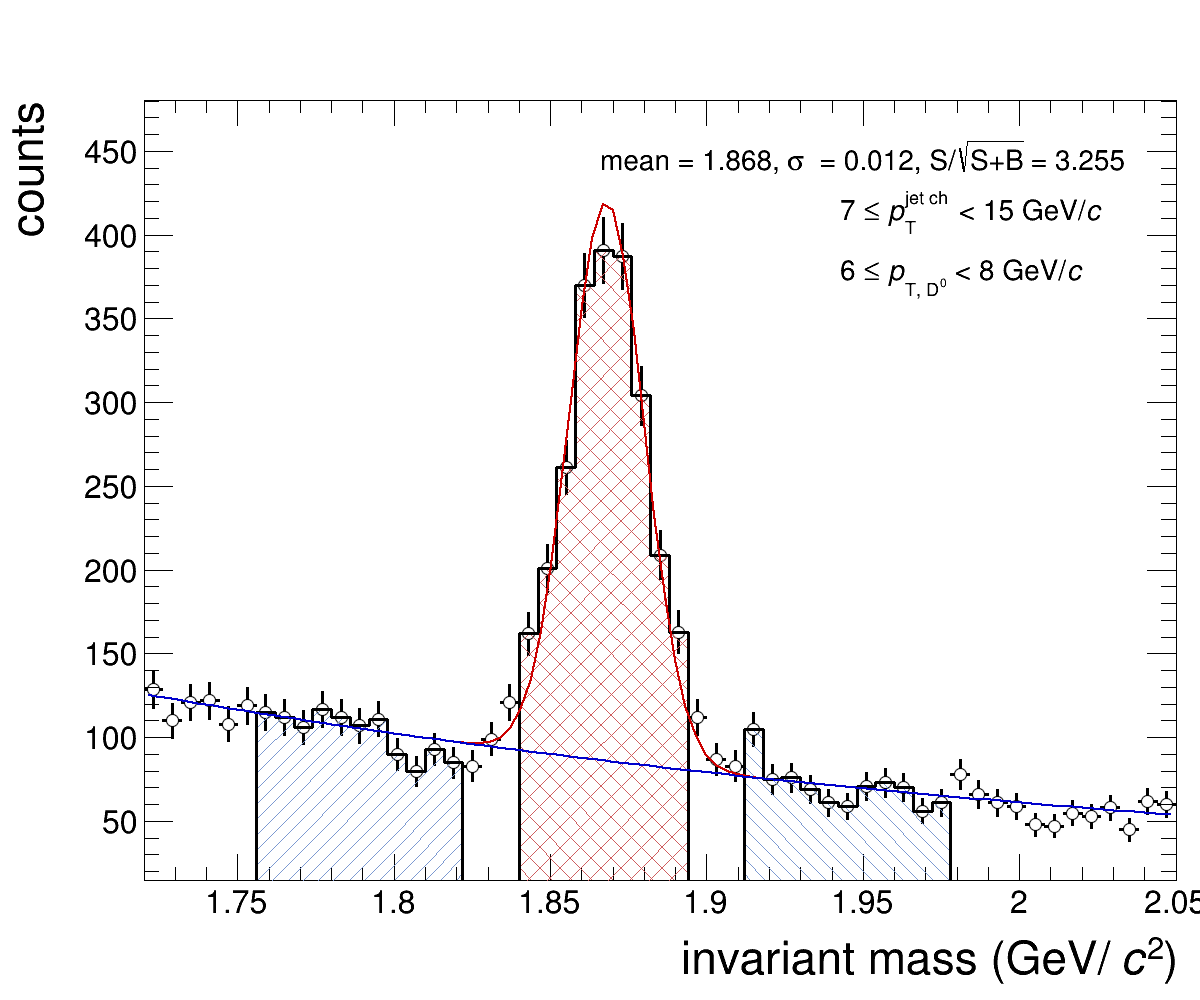 counts
mean = 1.868, σ = 0.012, S/√S+B = 3.255
7 ≤ p_T^jet ch < 15 GeV/c
6 ≤ p_T, D⁰ < 8 GeV/c
450
400
350
300
250
200
150
100
50
1.75 1.8 1.85 1.9 1.95 2 2.05
invariant mass (GeV/ c²)